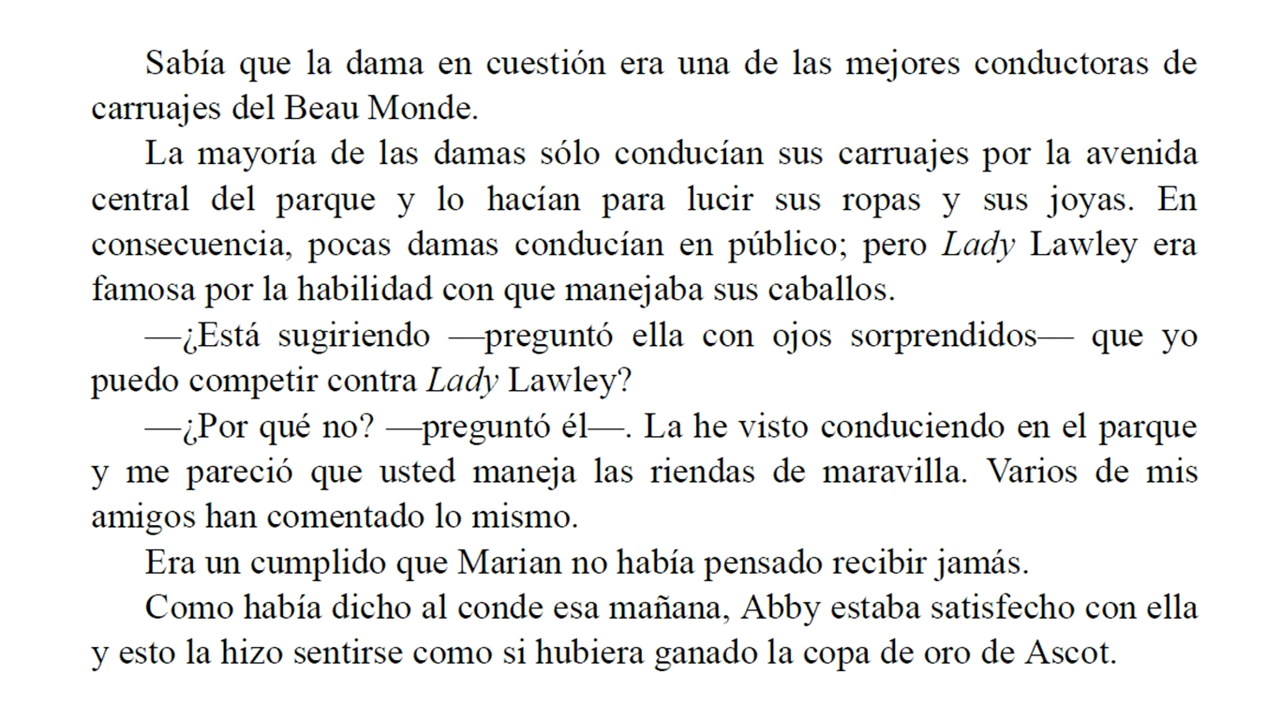 Sabía que la dama en cuestión era una de las mejores conductoras de
carruajes del Beau Monde.
La mayoría de las damas sólo conducían sus carruajes por la avenida
central del parque y lo hacían para lucir sus ropas y sus joyas. En
consecuencia, pocas damas conducían en público; pero Lady Lawley era
famosa por la habilidad con que manejaba sus caballos.
—¿Está sugiriendo —preguntó ella con ojos sorprendidos— que yo
puedo competir contra Lady Lawley?
—¿Por qué no? —preguntó él—. La he visto conduciendo en el parque
y me pareció que usted maneja las riendas de maravilla. Varios de mis
amigos han comentado lo mismo.
Era un cumplido que Marian no había pensado recibir jamás.
Como había dicho al conde esa mañana, Abby estaba satisfecho con ella
y esto la hizo sentirse como si hubiera ganado la copa de oro de Ascot.